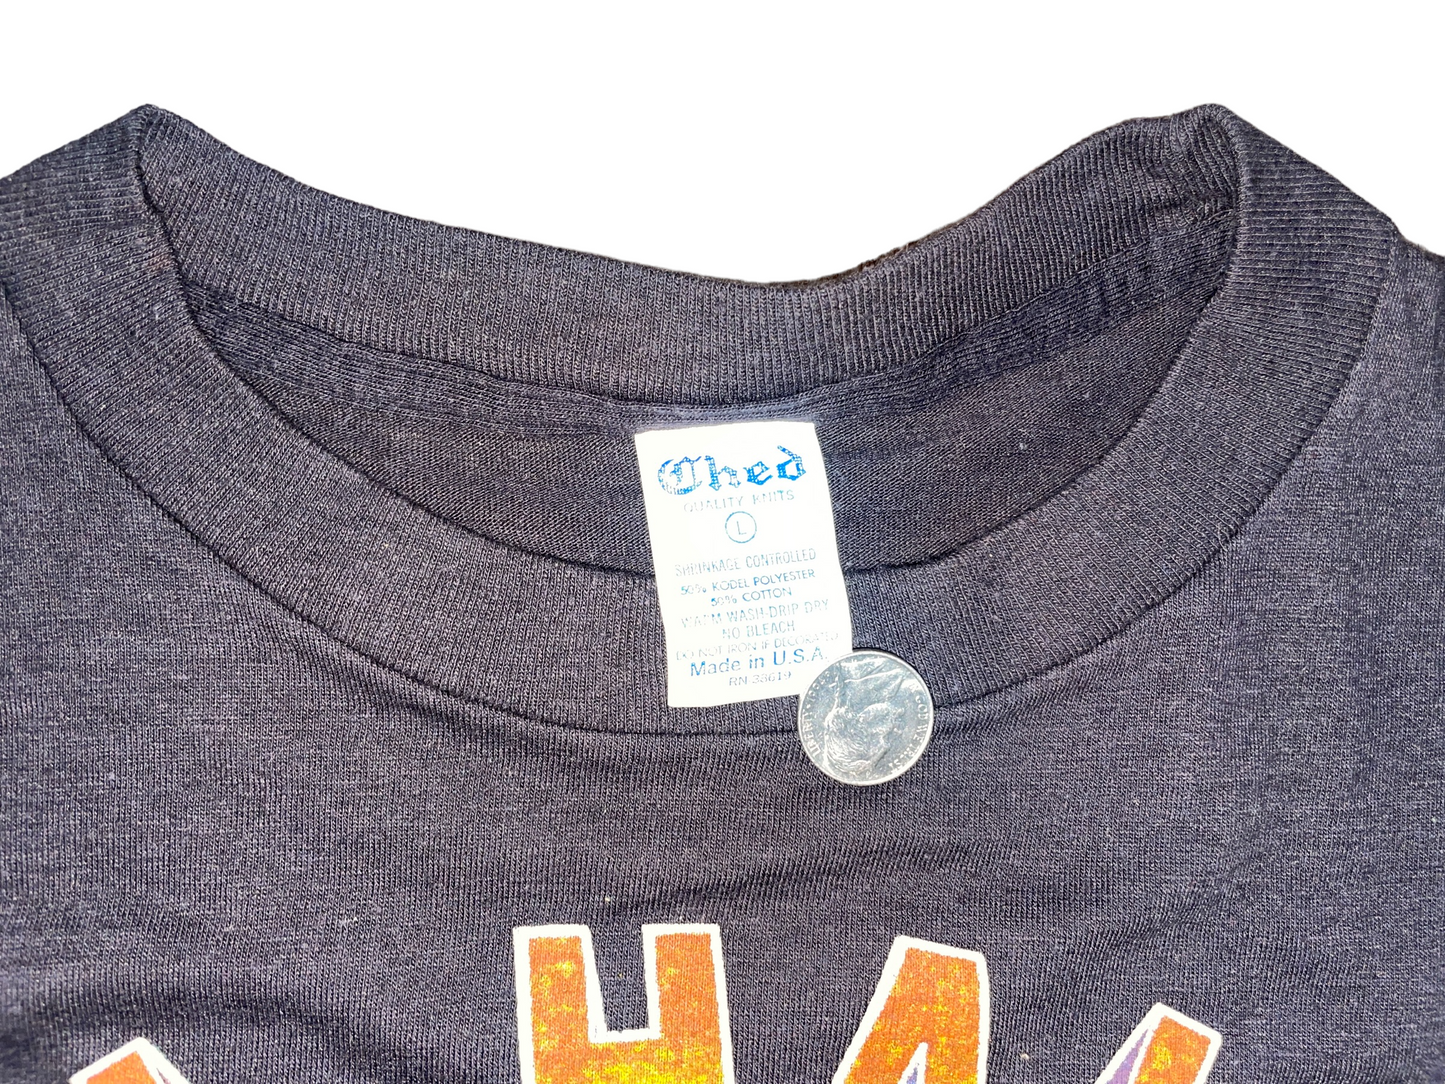 Ched
QUALITY KNITS
L
SHRINKAGE CONTROLLED
50% KODEL POLYESTER
50% COTTON
WARM WASH-DRIP DRY
NO BLEACH
DO NOT IRON IF DECORATED
Made in U.S.A.
RN 33619
LIBERTY
HA